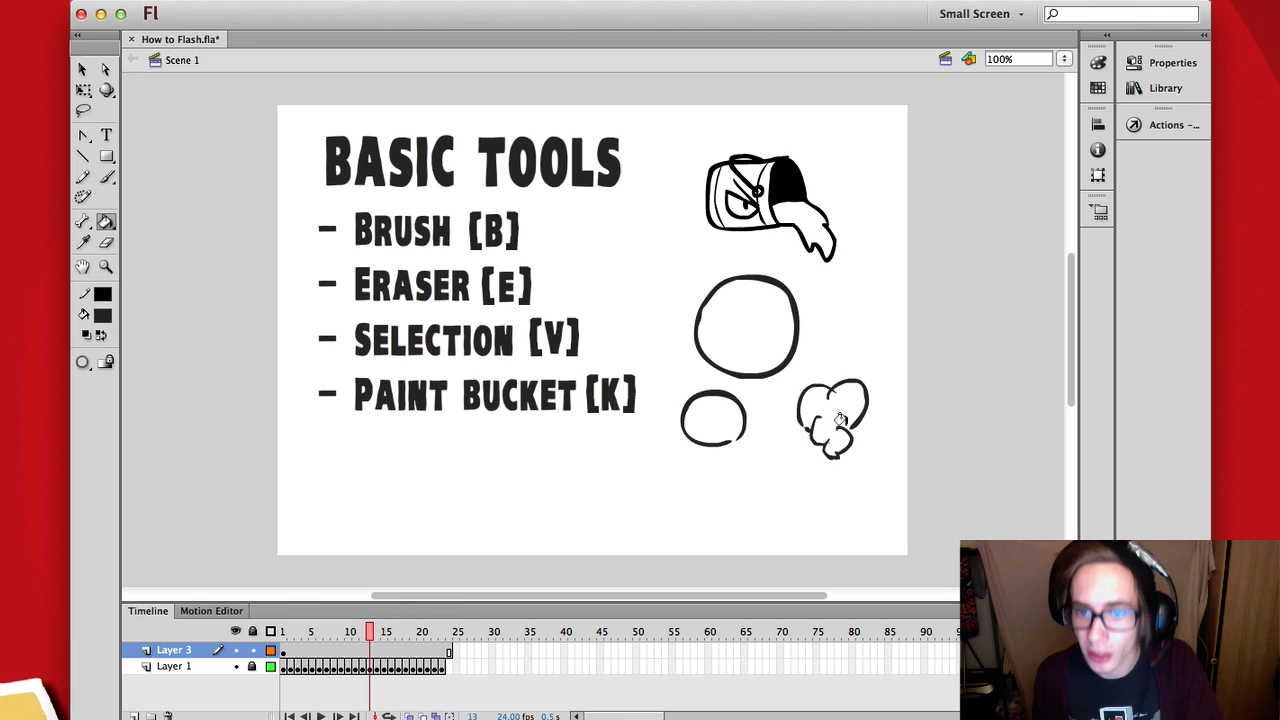 Fl
Small Screen
How to Flash.fla*
Scene 1
100%
Properties
Library
Actions –...
BASIC TOOLS
– BRUSH [B]
– ERASER [E]
– SELECTION [V]
– PAINT BUCKET [K]
T
Timeline
Motion Editor
1 5 10 15 20 25 30 35 40 45 50 55 60 65 70 75 80 85 90 9
Layer 3
Layer 1
13 24.00 fps 0.5 s